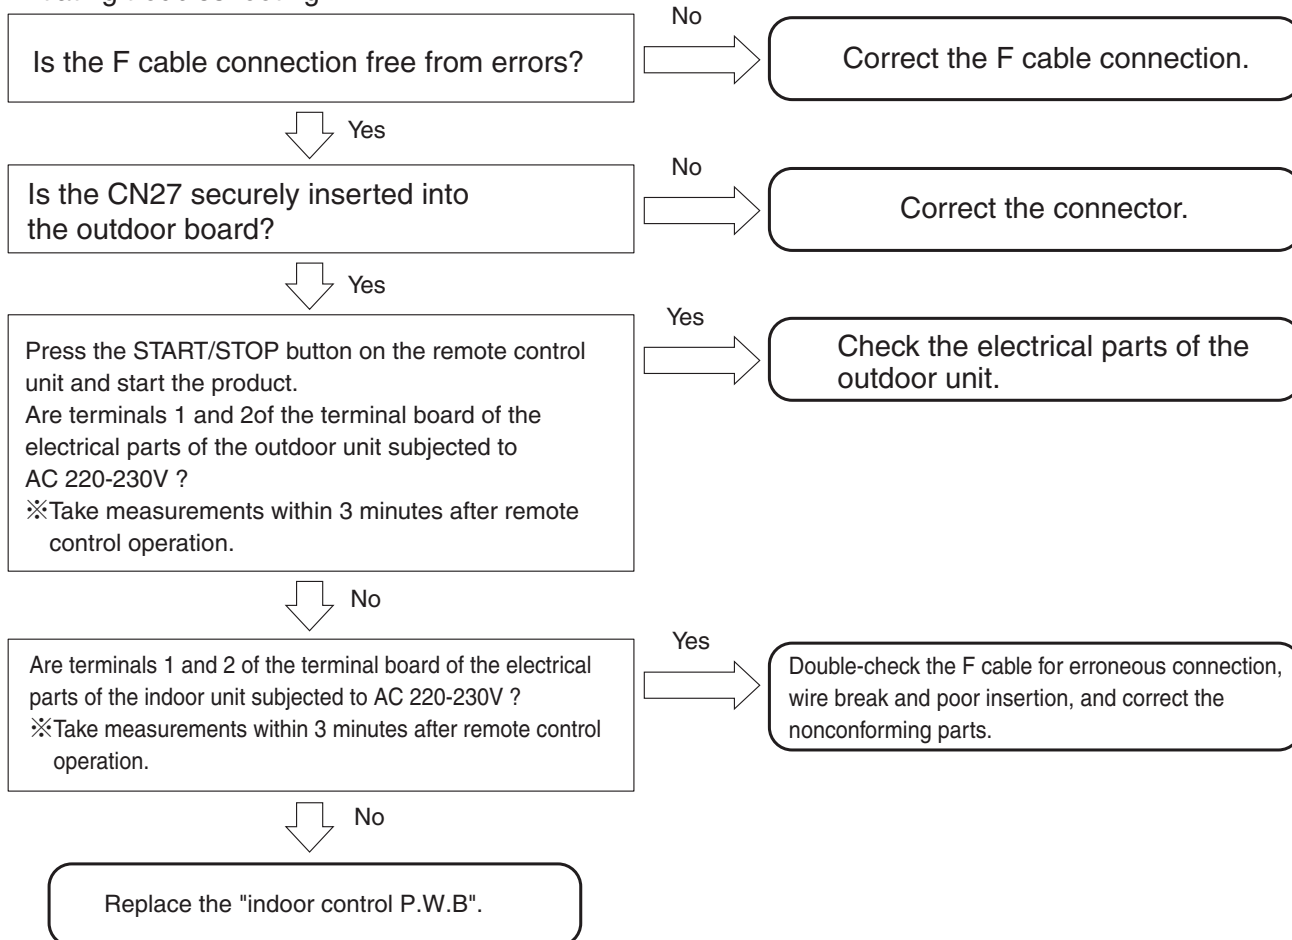 No
Is the F cable connection free from errors?
Correct the F cable connection.
Yes
No
Is the CN27 securely inserted into
the outdoor board?
Correct the connector.
Yes
Yes
Press the START/STOP button on the remote control
unit and start the product.
Are terminals 1 and 2of the terminal board of the
electrical parts of the outdoor unit subjected to
AC 220-230V ?
※Take measurements within 3 minutes after remote
control operation.
Check the electrical parts of the
outdoor unit.
No
Yes
Are terminals 1 and 2 of the terminal board of the electrical
parts of the indoor unit subjected to AC 220-230V ?
※Take measurements within 3 minutes after remote control
operation.
Double-check the F cable for erroneous connection,
wire break and poor insertion, and correct the
nonconforming parts.
No
Replace the "indoor control P.W.B".